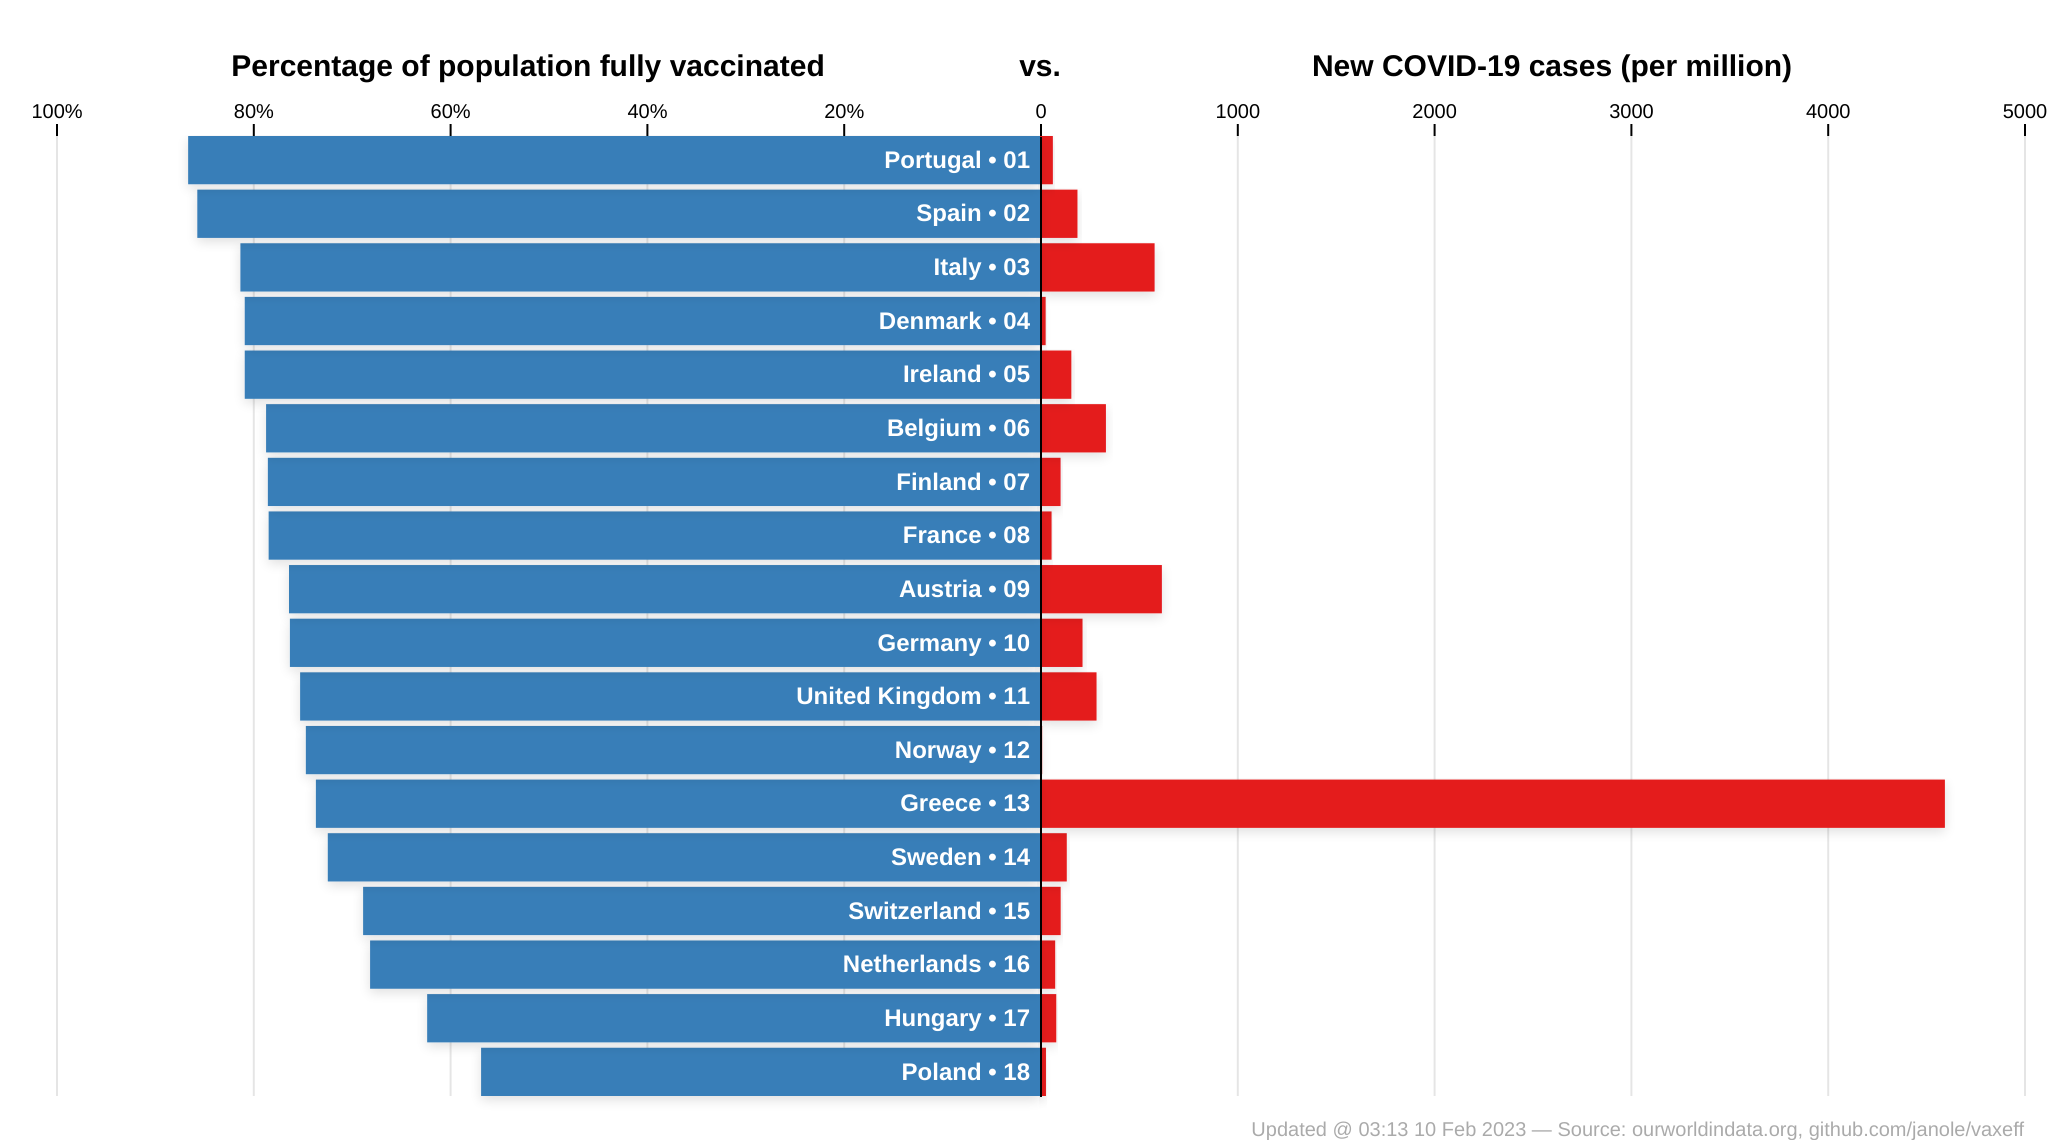 Percentage of population fully vaccinated vs. New COVID-19 cases (per million)
100% 80% 60% 40% 20% 0 1000 2000 3000 4000 5000
Portugal • 01
Spain • 02
Italy • 03
Denmark • 04
Ireland • 05
Belgium • 06
Finland • 07
France • 08
Austria • 09
Germany • 10
United Kingdom • 11
Norway • 12
Greece • 13
Sweden • 14
Switzerland • 15
Netherlands • 16
Hungary • 17
Poland • 18
Updated @ 03:13 10 Feb 2023 — Source: ourworldindata.org, github.com/janole/vaxeff